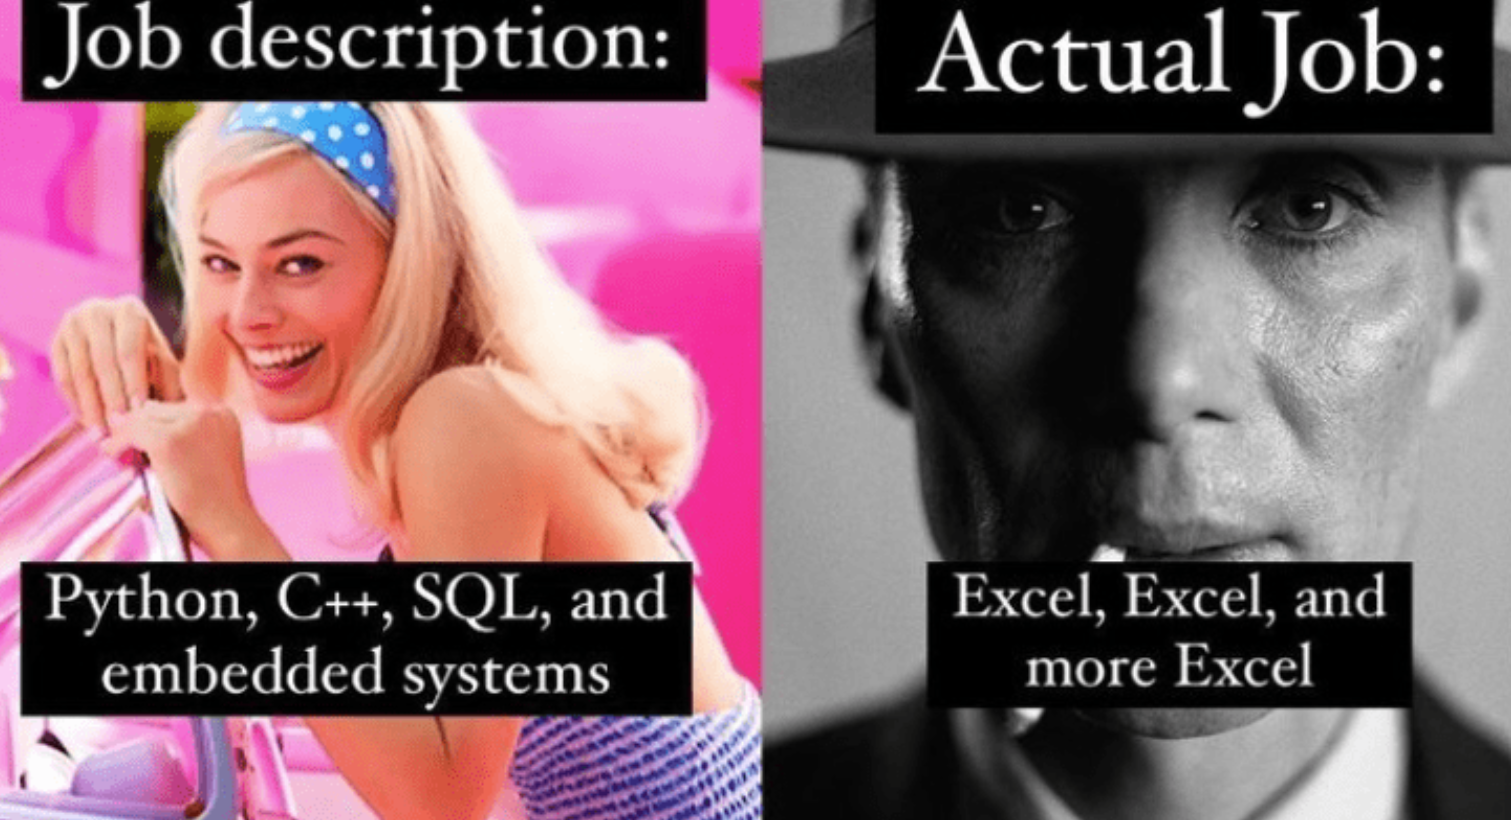 Job description:
Python, C++, SQL, and
embedded systems
Actual Job:
Excel, Excel, and
more Excel